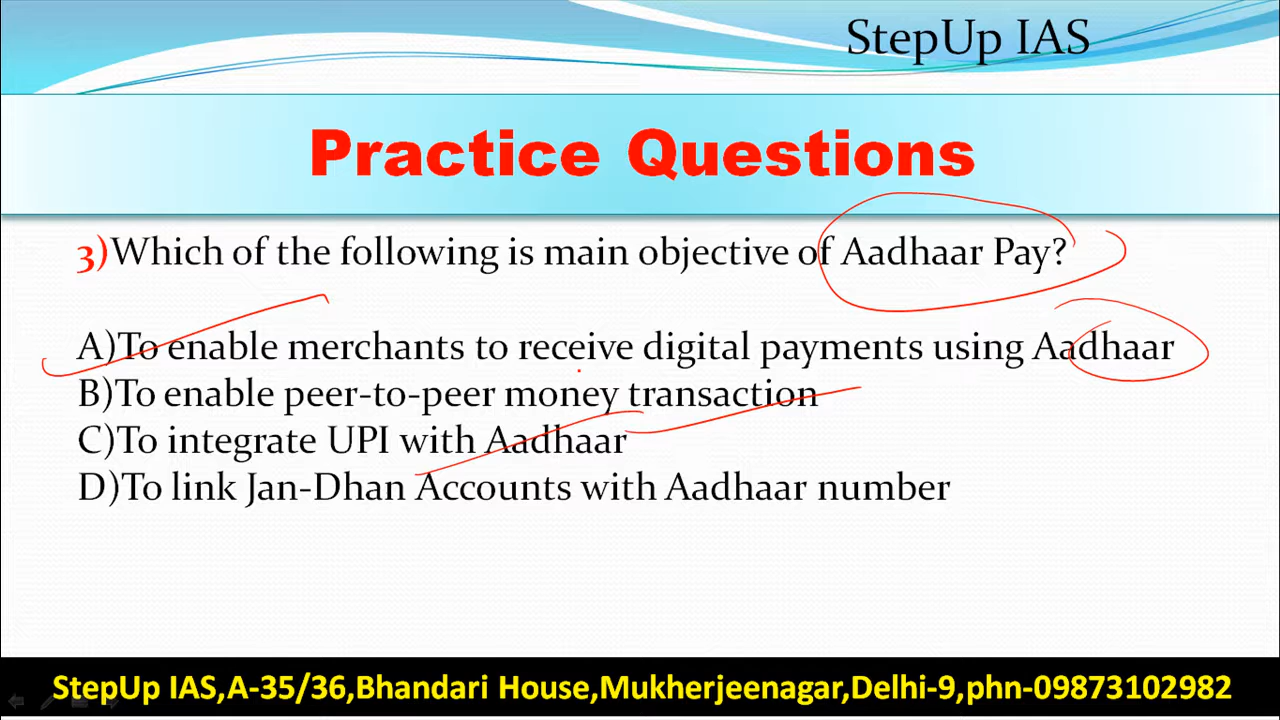 StepUp IAS
Practice Questions
3)Which of the following is main objective of Aadhaar Pay?
A)To enable merchants to receive digital payments using Aadhaar
B)To enable peer-to-peer money transaction
C)To integrate UPI with Aadhaar
D)To link Jan-Dhan Accounts with Aadhaar number
StepUp IAS,A-35/36,Bhandari House,Mukherjeenagar,Delhi-9,phn-09873102982